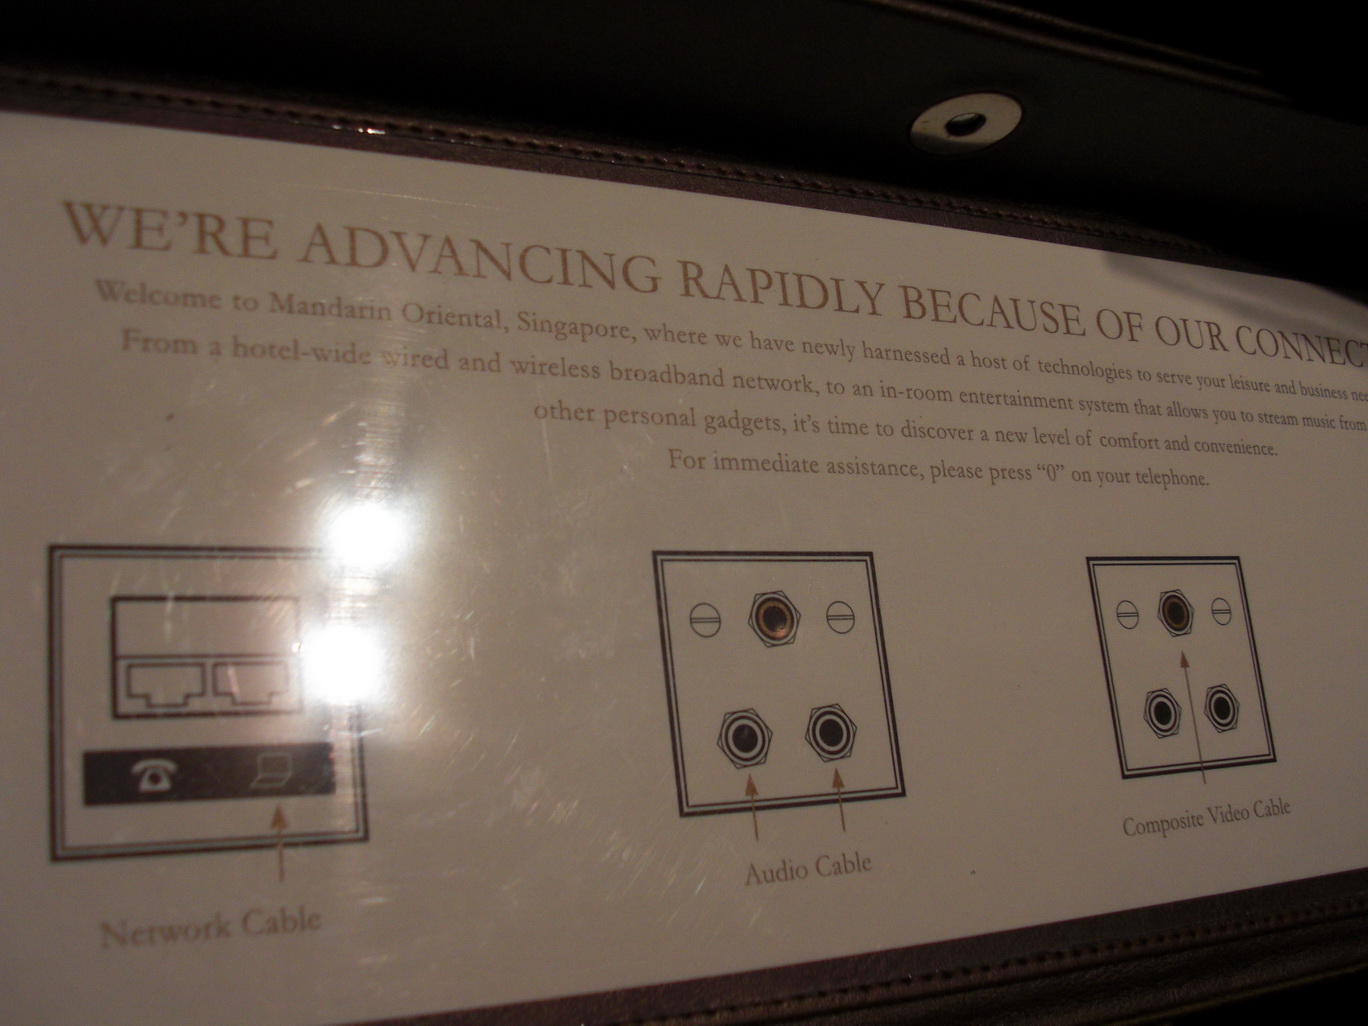 WE'RE ADVANCING RAPIDLY BECAUSE OF OUR CONNECT
Welcome to Mandarin Oriental, Singapore, where we have newly harnessed a host of technologies to serve your leisure and business nee
From a hotel-wide wired and wireless broadband network, to an in-room entertainment system that allows you to stream music from
other personal gadgets, it's time to discover a new level of comfort and convenience.
For immediate assistance, please press “0” on your telephone.
Network Cable
Audio Cable
Composite Video Cable